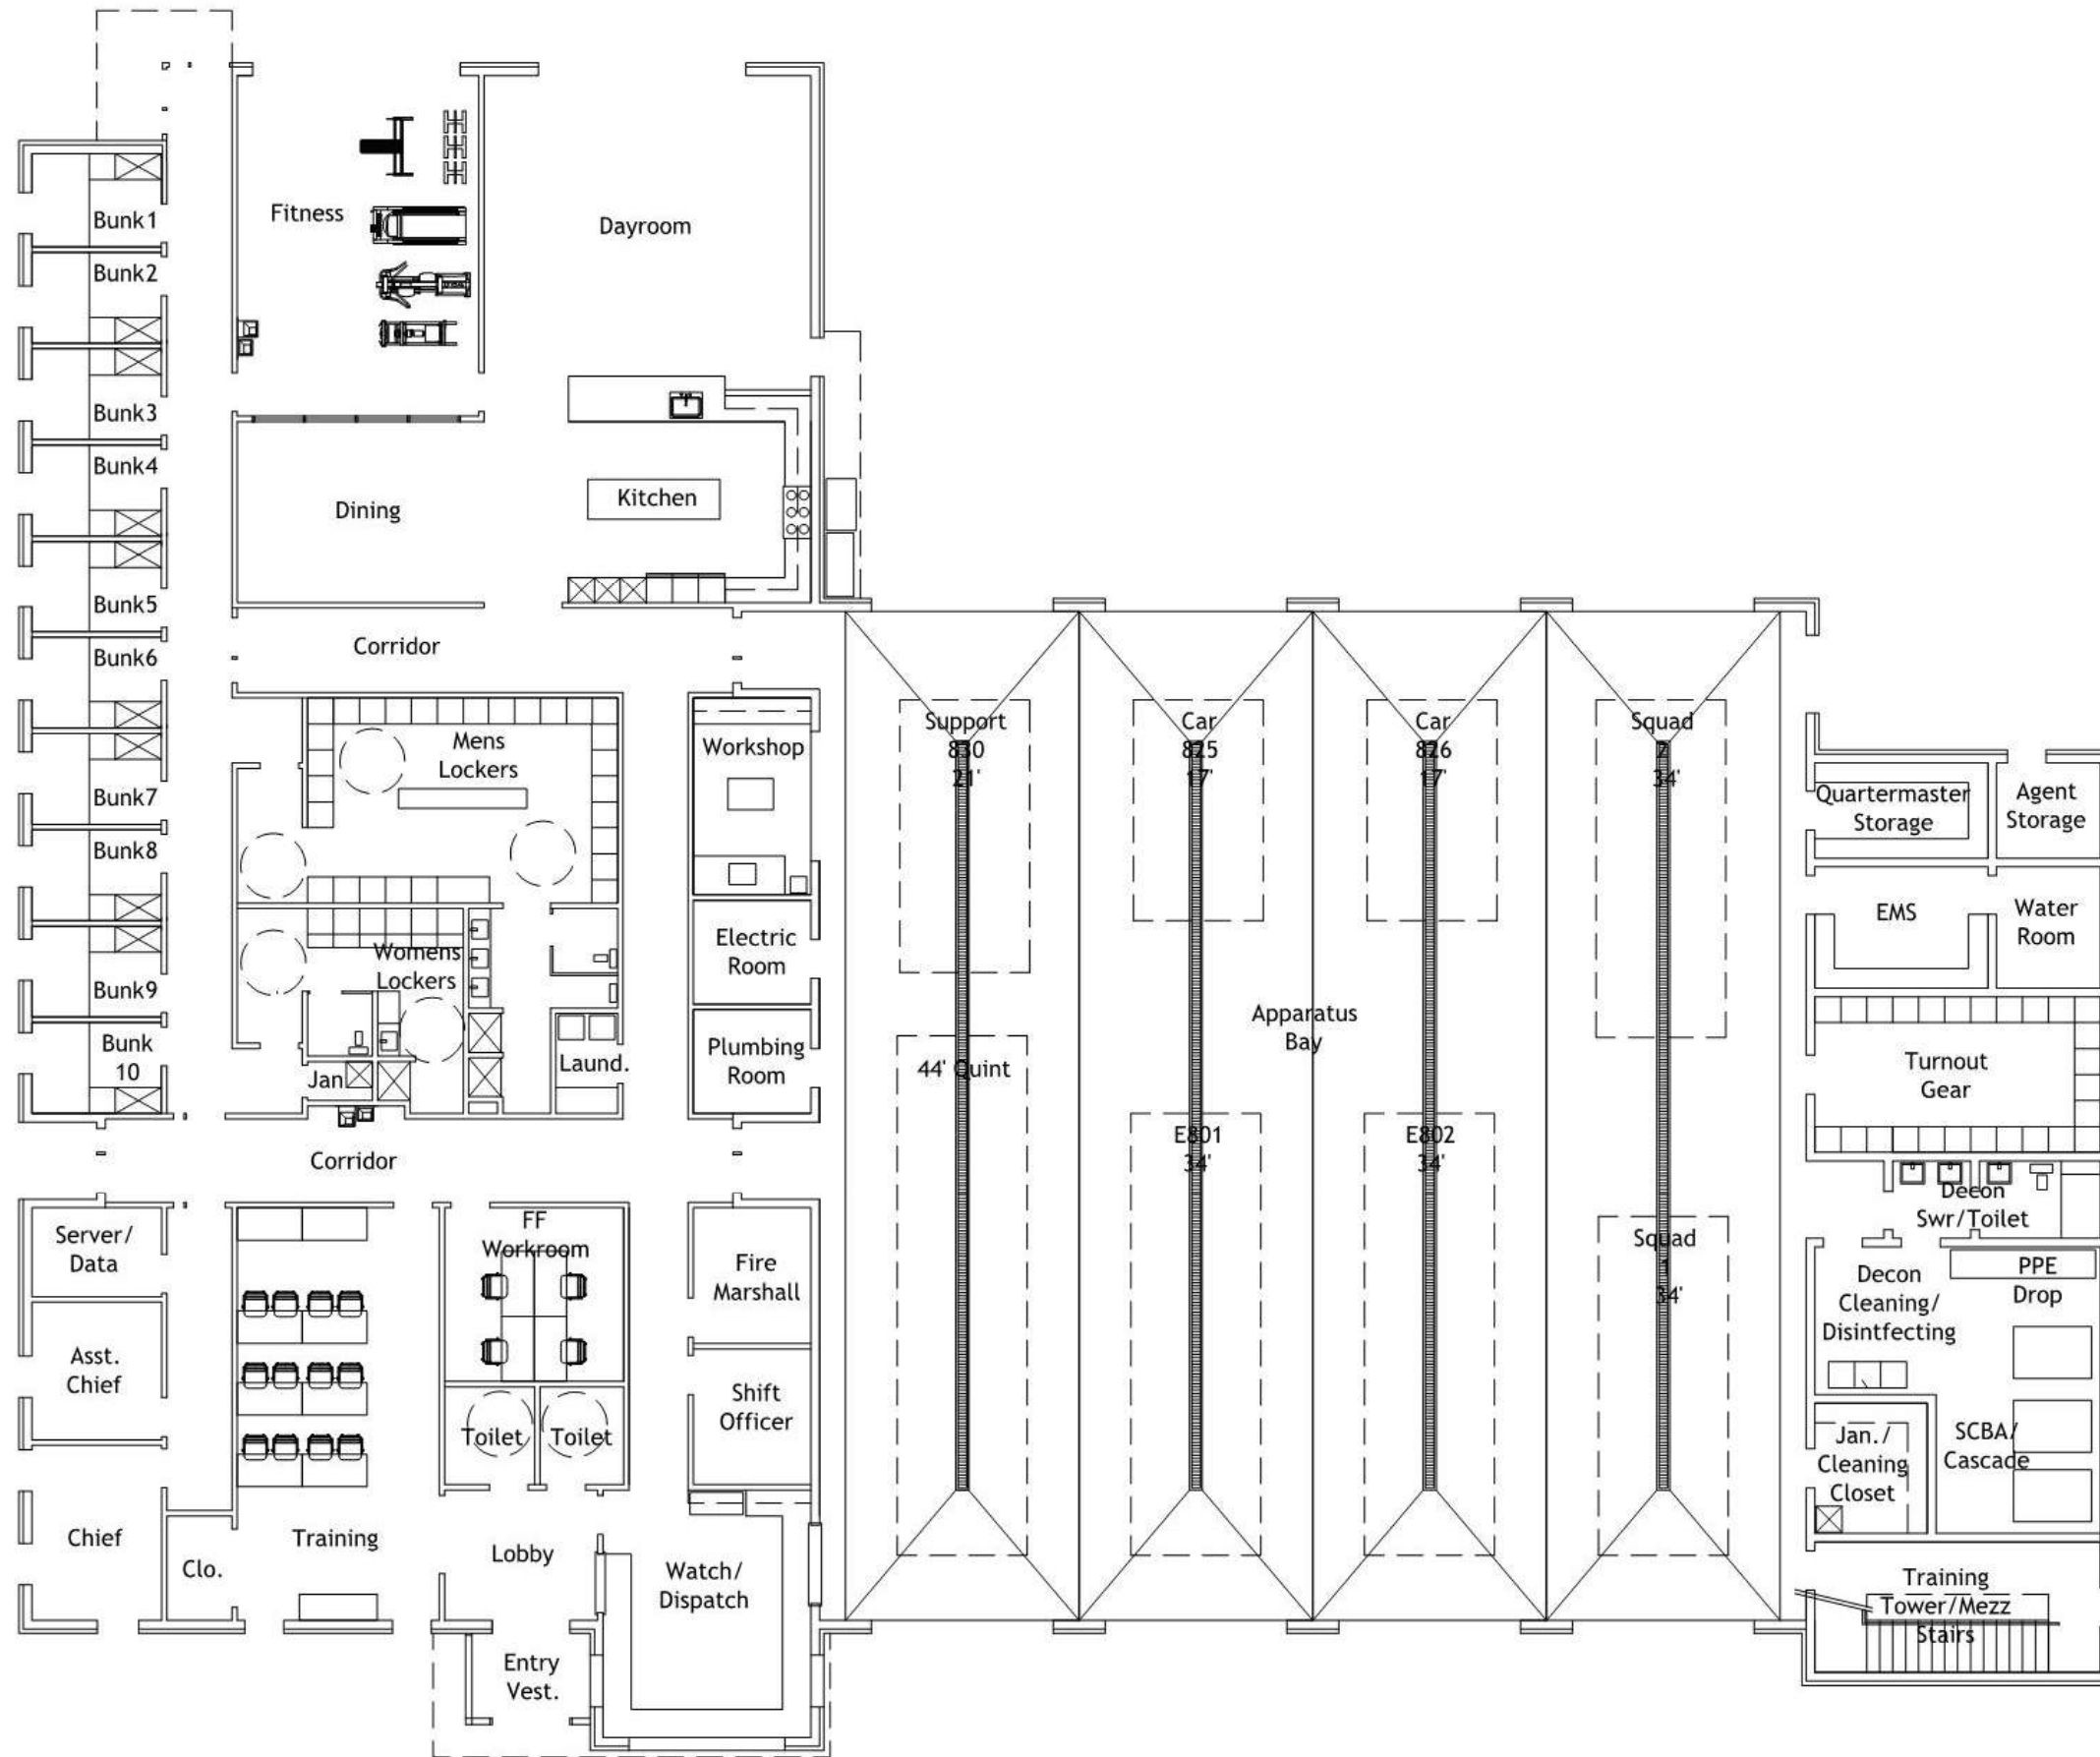 Bunk1
Bunk2
Bunk3
Bunk4
Bunk5
Bunk6
Bunk7
Bunk8
Bunk9
Bunk
10
Fitness
Dayroom
Dining
Kitchen
Corridor
Mens
Lockers
Workshop
Womens
Lockers
Electric
Room
Jan
Laund.
Plumbing
Room
Corridor
Server/
Data
Asst.
Chief
Chief
Clo.
Training
FF
Workroom
Toilet
Toilet
Lobby
Entry
Vest.
Fire
Marshall
Shift
Officer
Watch/
Dispatch
Support
830
21'
44' Quint
Car
825
17'
E801
34'
Apparatus
Bay
Car
826
17'
E802
34'
Squad
2
34'
Squad
34'
Quartermaster
Storage
Agent
Storage
EMS
Water
Room
Turnout
Gear
Decon
Swr/Toilet
Decon
Cleaning/
Disintfecting
PPE
Drop
SCBA/
Cascade
Jan./
Cleaning
Closet
Training
Tower/Mezz
Stairs